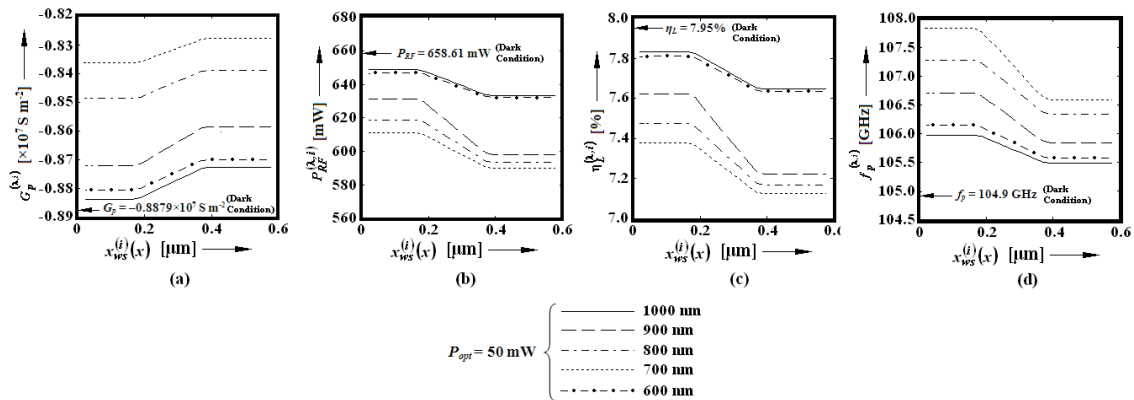 -0.82
-0.83
-0.84
-0.85
-0.86
-0.87
-0.88
-0.89
G_p^(λ,i) [×10^7 S m^-2]
G_p = −0.8879×10^7 S m^-2 (Dark Condition)
0 0.2 0.4 0.6
x_ws^(i)(x) [μm]
(a)
680
660
640
620
600
580
560
P_RF^(λ,i) [mW]
P_RF = 658.61 mW (Dark Condition)
0 0.2 0.4 0.6
x_ws^(i)(x) [μm]
(b)
8.0
7.8
7.6
7.4
7.2
7.0
η_L^(λ,i) [%]
η_L = 7.95% (Dark Condition)
0 0.2 0.4 0.6
x_ws^(i)(x) [μm]
(c)
108.0
107.5
107.0
106.5
106.0
105.5
105.0
104.5
f_p^(λ,i) [GHz]
f_p = 104.9 GHz (Dark Condition)
0 0.2 0.4 0.6
x_ws^(i)(x) [μm]
(d)
P_opt = 50 mW
1000 nm
900 nm
800 nm
700 nm
600 nm